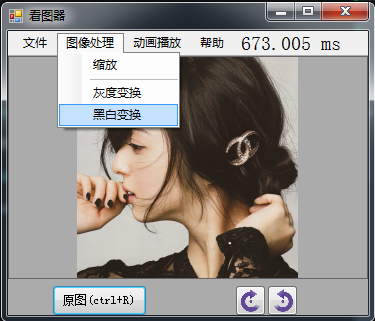 看图器
文件 图像处理 动画播放 帮助 673.005 ms
缩放
灰度变换
黑白变换
原图(ctrl+R)